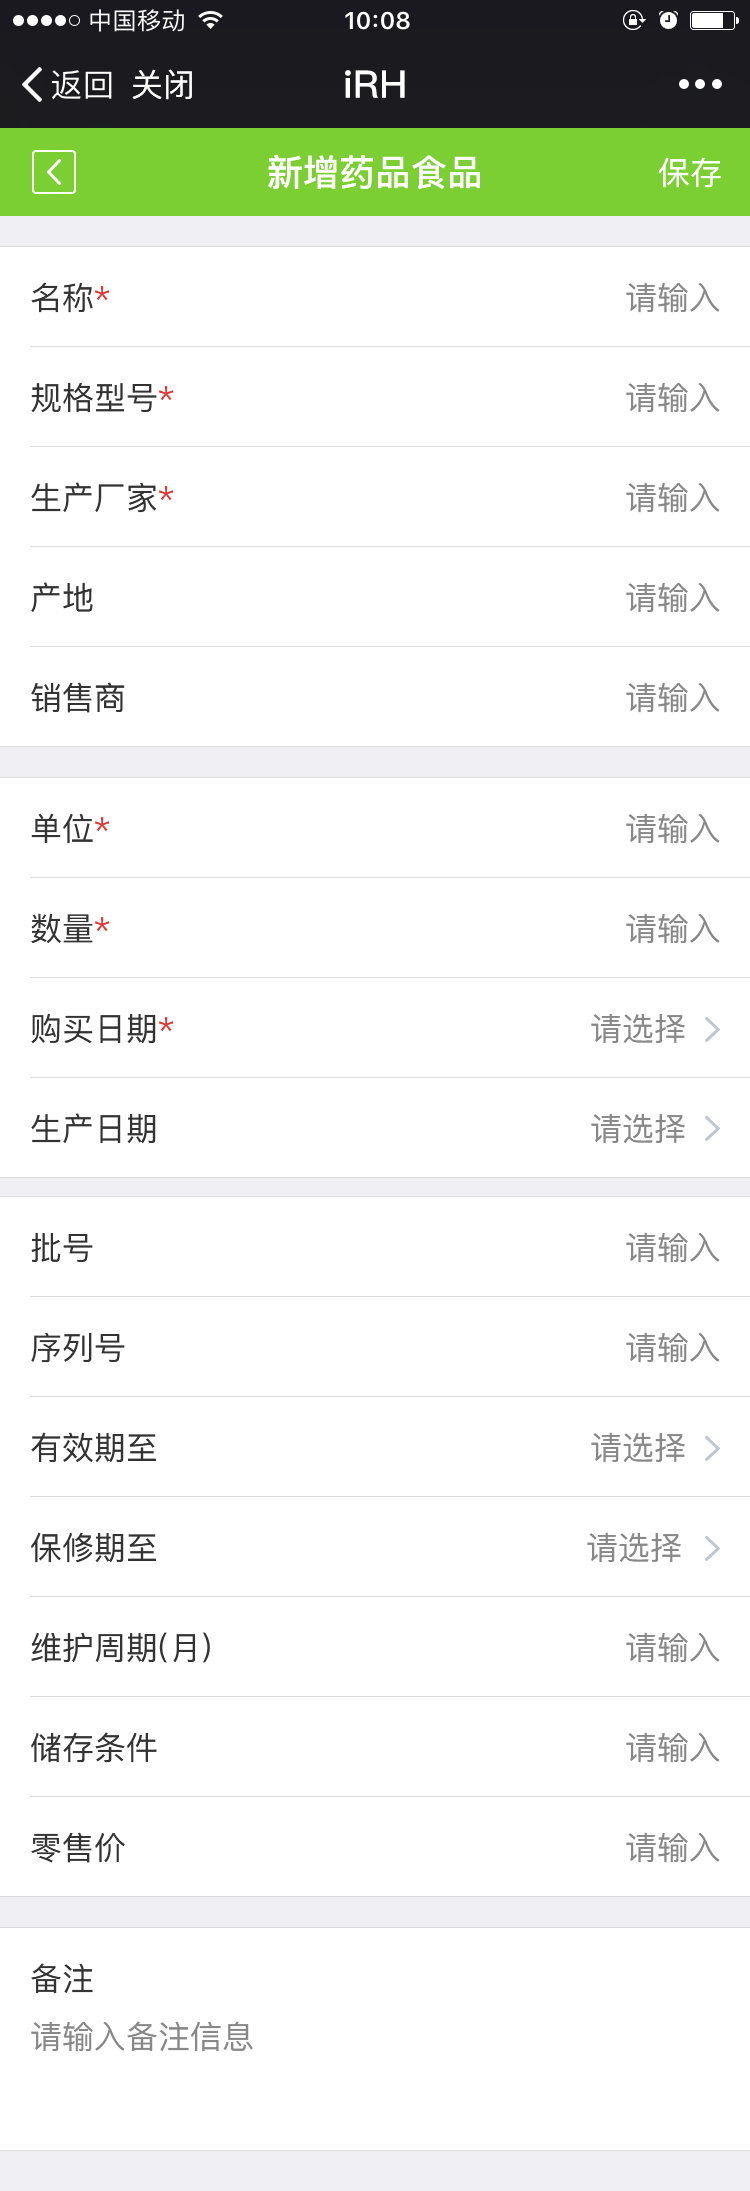 中国移动 10:08
返回 关闭 iRH
新增药品食品 保存
名称* 请输入
规格型号* 请输入
生产厂家* 请输入
产地 请输入
销售商 请输入
单位* 请输入
数量* 请输入
购买日期* 请选择
生产日期 请选择
批号 请输入
序列号 请输入
有效期至 请选择
保修期至 请选择
维护周期(月) 请输入
储存条件 请输入
零售价 请输入
备注
请输入备注信息